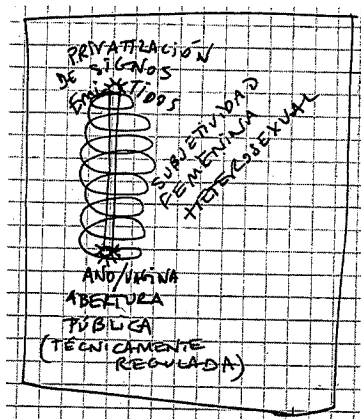 PRIVATIZACIÓN
DE SIGNOS
EMITIDOS
SUBJETIVIDAD
FEMENINA
HETEROSEXUAL
ANO/VAGINA
ABERTURA
PÚBLICA
(TÉCNICAMENTE
REGULADA)